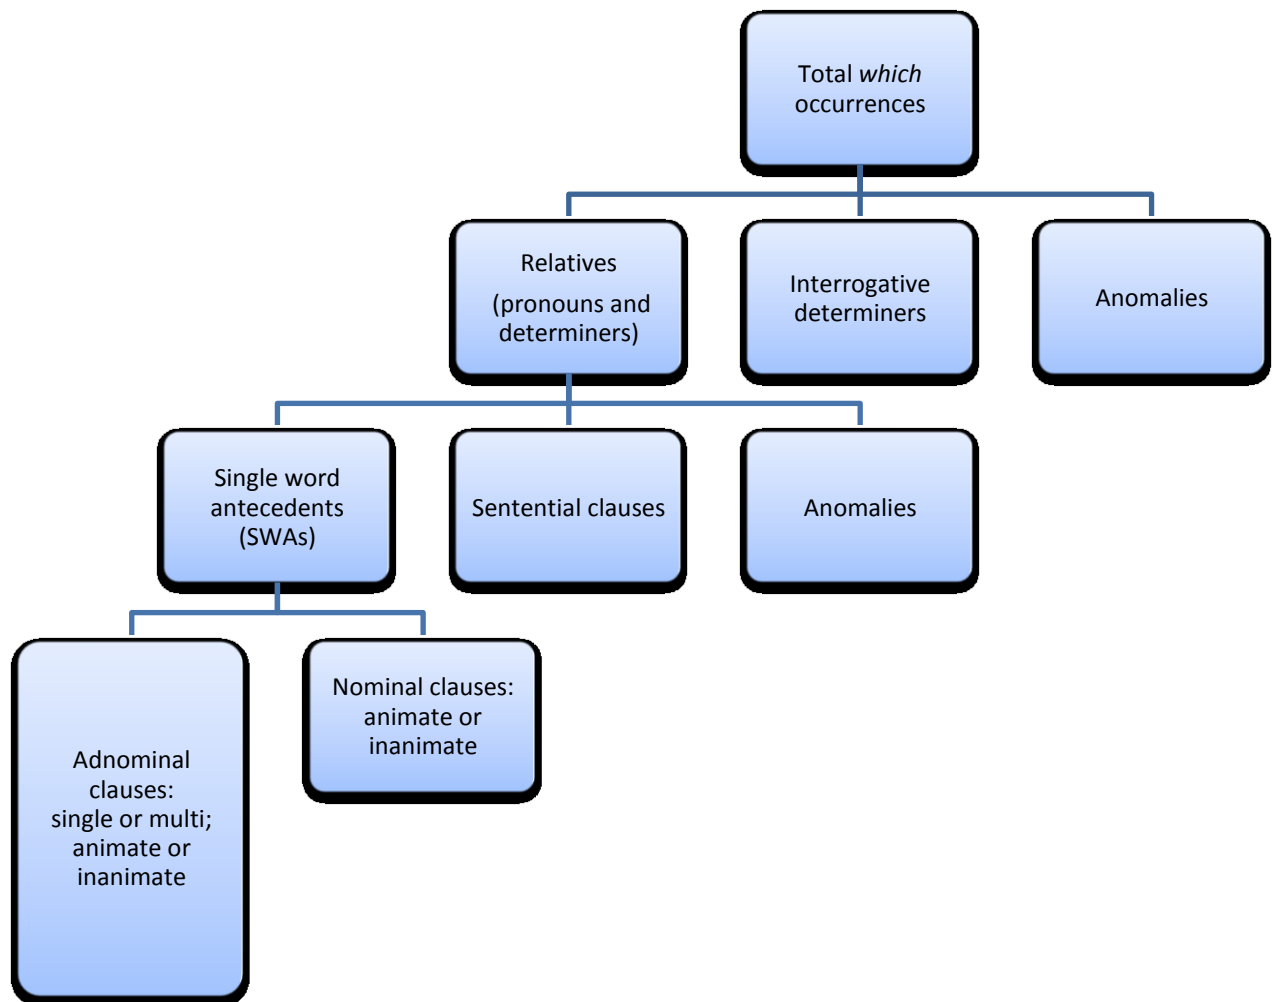 Total which
occurrences
Relatives
(pronouns and
determiners)
Interrogative
determiners
Anomalies
Single word
antecedents
(SWAs)
Sentential clauses
Anomalies
Adnominal
clauses:
single or multi;
animate or
inanimate
Nominal clauses:
animate or
inanimate